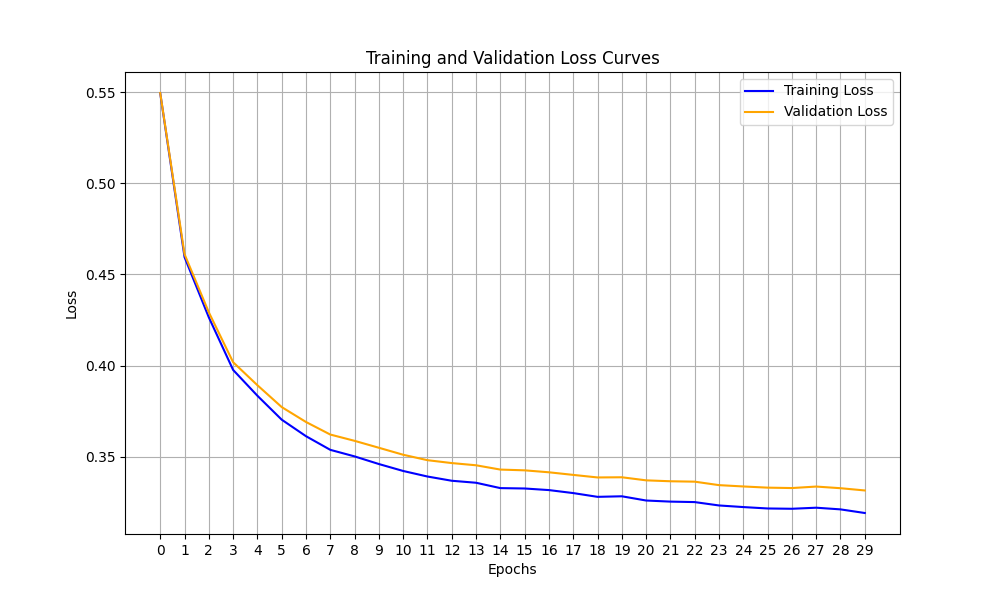 Training and Validation Loss Curves
Training Loss
Validation Loss
0.55
0.50
0.45
0.40
0.35
Loss
0 1 2 3 4 5 6 7 8 9 10 11 12 13 14 15 16 17 18 19 20 21 22 23 24 25 26 27 28 29
Epochs